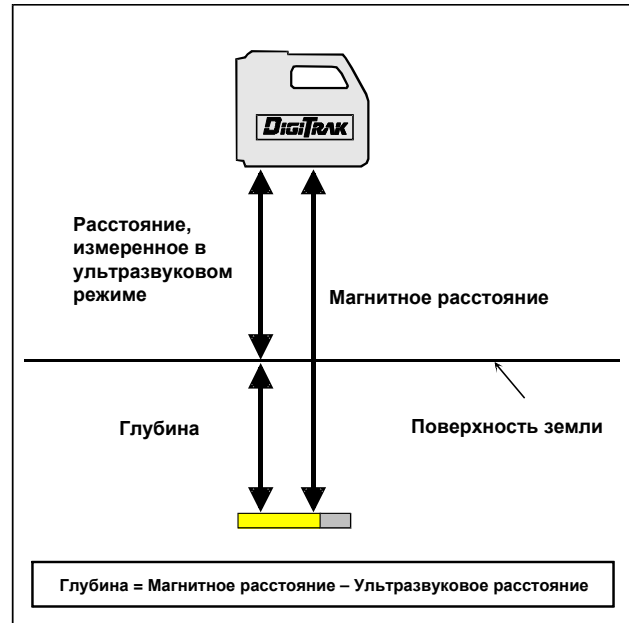 DIGITRAK
Расстояние,
измеренное в
ультразвуковом
режиме
Магнитное расстояние
Глубина
Поверхность земли
Глубина = Магнитное расстояние – Ультразвуковое расстояние